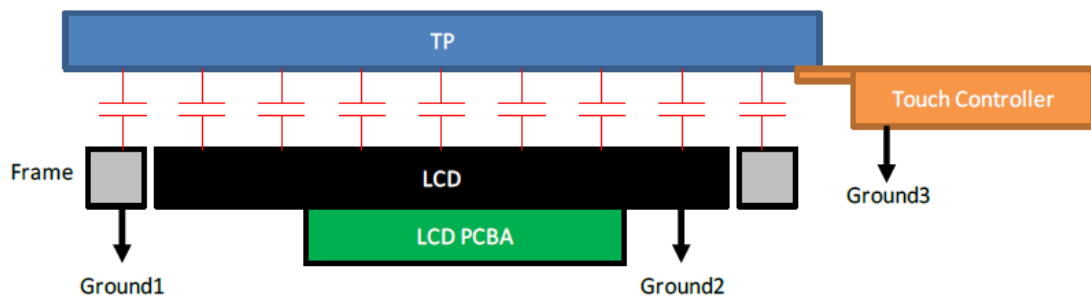 TP
Touch Controller
Frame
LCD
Ground3
LCD PCBA
Ground1
Ground2